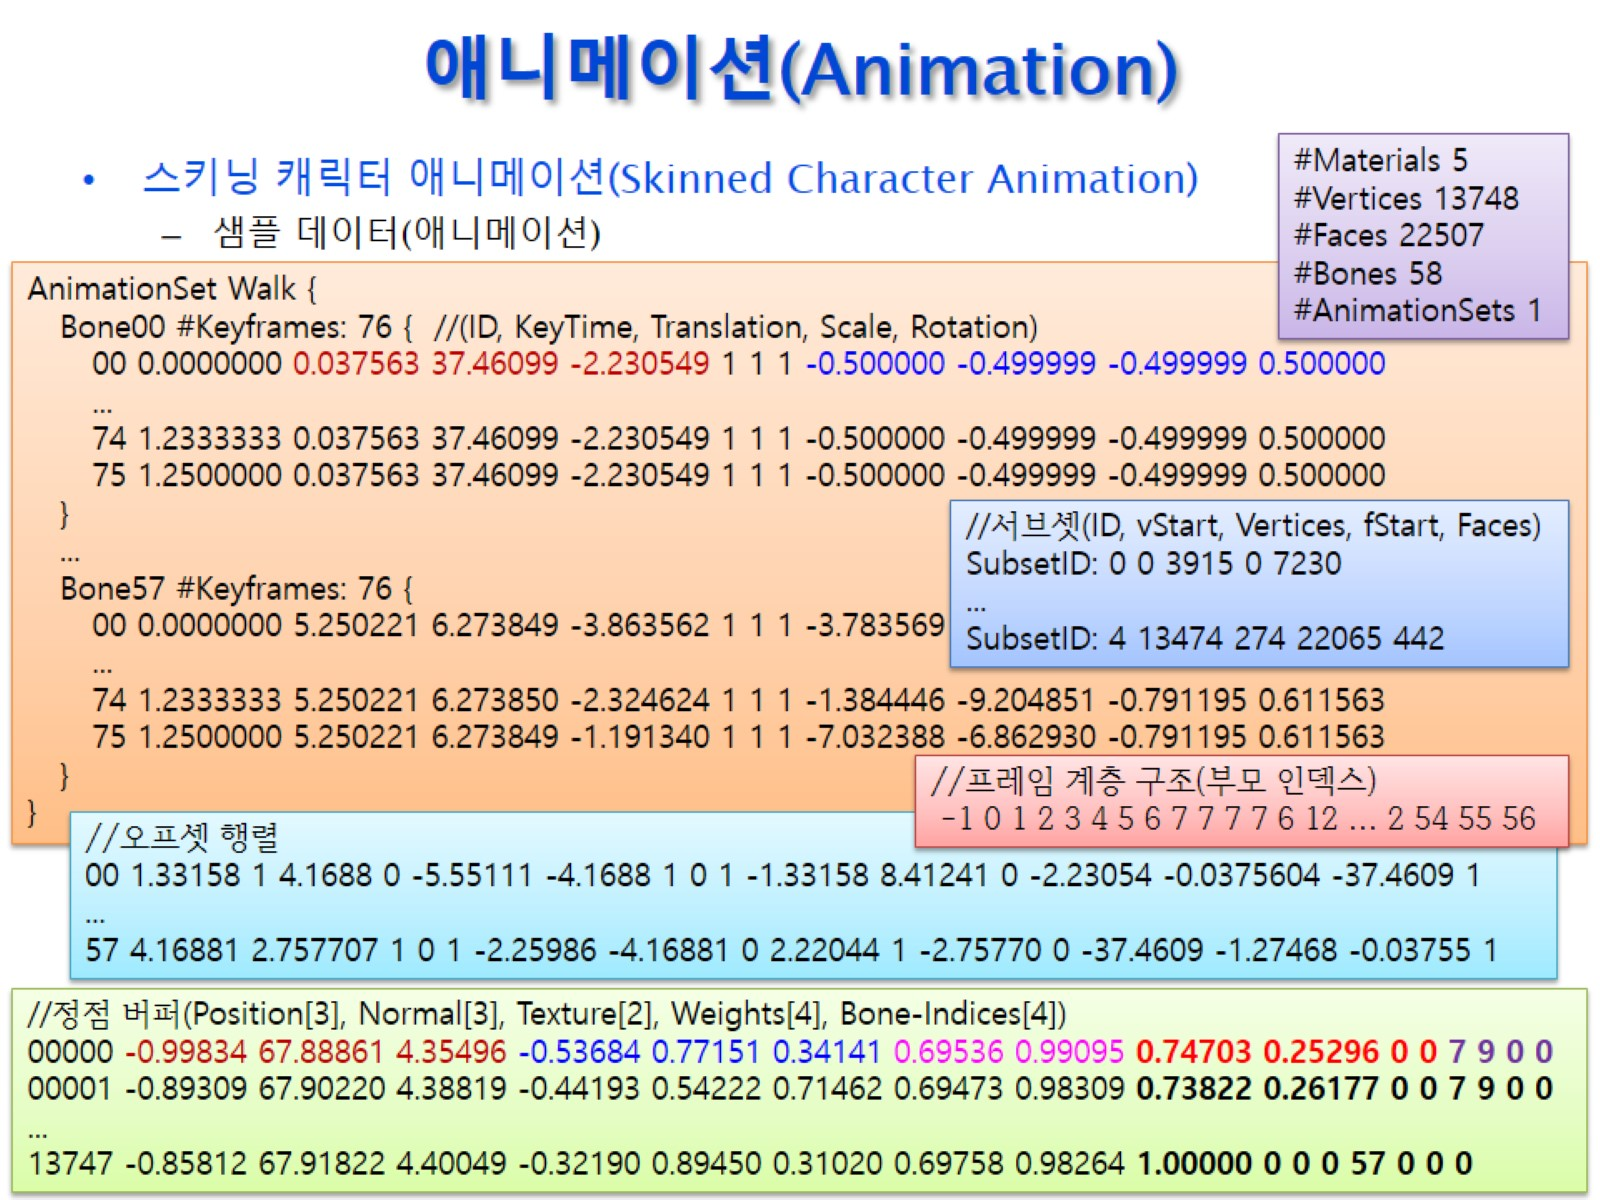 애니메이션(Animation)
• 스키닝 캐릭터 애니메이션(Skinned Character Animation)
– 샘플 데이터(애니메이션)
#Materials 5
#Vertices 13748
#Faces 22507
#Bones 58
#AnimationSets 1
AnimationSet Walk {
Bone00 #Keyframes: 76 { //(ID, KeyTime, Translation, Scale, Rotation)
00 0.0000000 0.037563 37.46099 -2.230549 1 1 1 -0.500000 -0.499999 -0.499999 0.500000
...
74 1.2333333 0.037563 37.46099 -2.230549 1 1 1 -0.500000 -0.499999 -0.499999 0.500000
75 1.2500000 0.037563 37.46099 -2.230549 1 1 1 -0.500000 -0.499999 -0.499999 0.500000
}
...
Bone57 #Keyframes: 76 {
00 0.0000000 5.250221 6.273849 -3.863562 1 1 1 -3.783569
...
74 1.2333333 5.250221 6.273850 -2.324624 1 1 1 -1.384446 -9.204851 -0.791195 0.611563
75 1.2500000 5.250221 6.273849 -1.191340 1 1 1 -7.032388 -6.862930 -0.791195 0.611563
}
}
//서브셋(ID, vStart, Vertices, fStart, Faces)
SubsetID: 0 0 3915 0 7230
...
SubsetID: 4 13474 274 22065 442
//프레임 계층 구조(부모 인덱스)
-1 0 1 2 3 4 5 6 7 7 7 7 6 12 ... 2 54 55 56
//오프셋 행렬
00 1.33158 1 4.1688 0 -5.55111 -4.1688 1 0 1 -1.33158 8.41241 0 -2.23054 -0.0375604 -37.4609 1
...
57 4.16881 2.757707 1 0 1 -2.25986 -4.16881 0 2.22044 1 -2.75770 0 -37.4609 -1.27468 -0.03755 1
//정점 버퍼(Position[3], Normal[3], Texture[2], Weights[4], Bone-Indices[4])
00000 -0.99834 67.88861 4.35496 -0.53684 0.77151 0.34141 0.69536 0.99095 0.74703 0.25296 0 0 7 9 0 0
00001 -0.89309 67.90220 4.38819 -0.44193 0.54222 0.71462 0.69473 0.98309 0.73822 0.26177 0 0 7 9 0 0
...
13747 -0.85812 67.91822 4.40049 -0.32190 0.89450 0.31020 0.69758 0.98264 1.00000 0 0 0 57 0 0 0